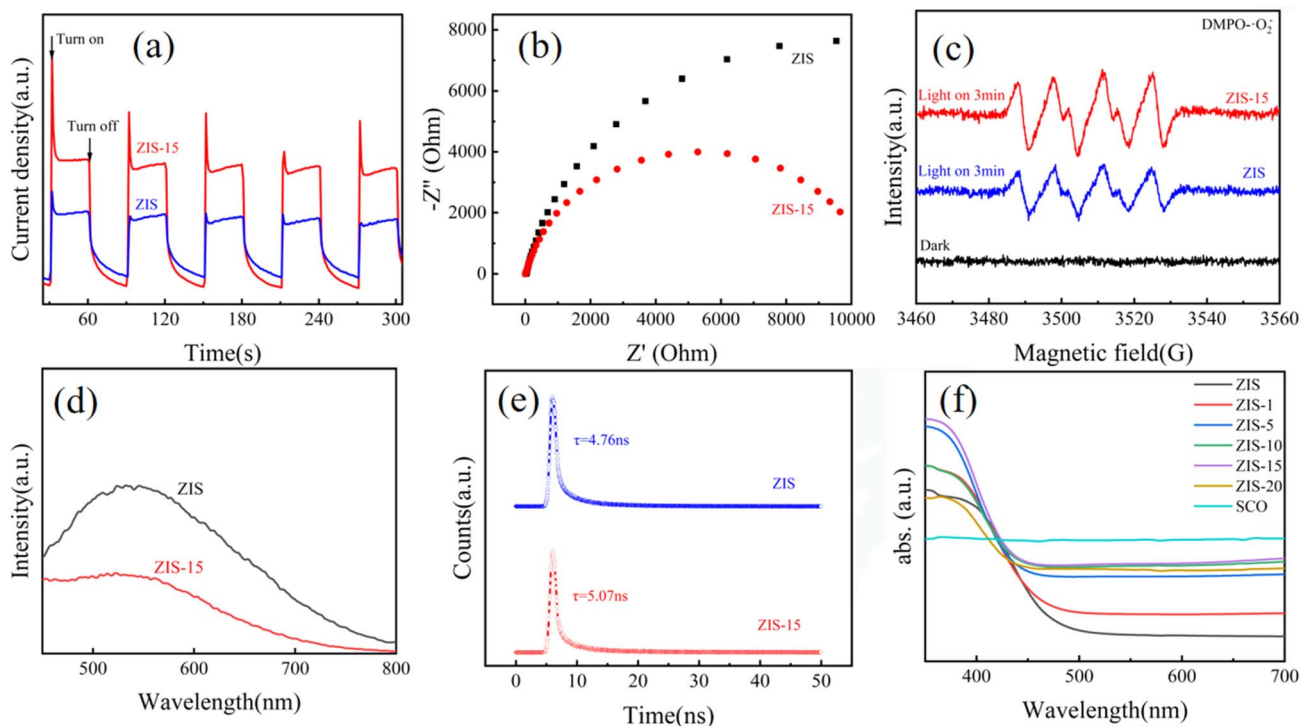 (a)
Turn on
Turn off
ZIS-15
ZIS
Current density(a.u.)
60 120 180 240 300
Time(s)
(b)
8000
6000
4000
2000
0
ZIS
ZIS-15
-Z" (Ohm)
0 2000 4000 6000 8000 10000
Z' (Ohm)
(c)
DMPO-·O₂⁻
Light on 3min
ZIS-15
Light on 3min
ZIS
Dark
Intensity(a.u.)
3460 3480 3500 3520 3540 3560
Magnetic field(G)
(d)
ZIS
ZIS-15
Intensity(a.u.)
500 600 700 800
Wavelength(nm)
(e)
τ=4.76ns
ZIS
τ=5.07ns
ZIS-15
Counts(a.u.)
0 10 20 30 40 50
Time(ns)
(f)
ZIS
ZIS-1
ZIS-5
ZIS-10
ZIS-15
ZIS-20
SCO
abs. (a.u.)
400 500 600 700
Wavelength(nm)